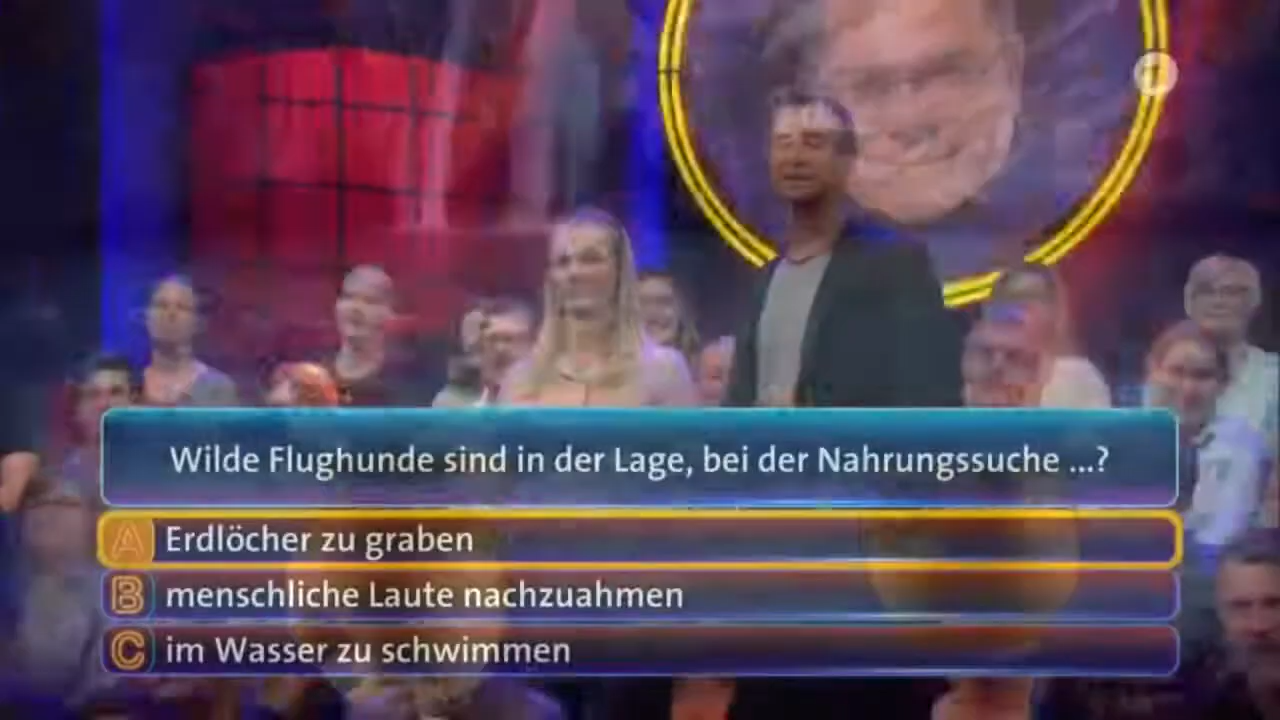 Wilde Flughunde sind in der Lage, bei der Nahrungssuche ...?
A Erdlöcher zu graben
B menschliche Laute nachzuahmen
C im Wasser zu schwimmen